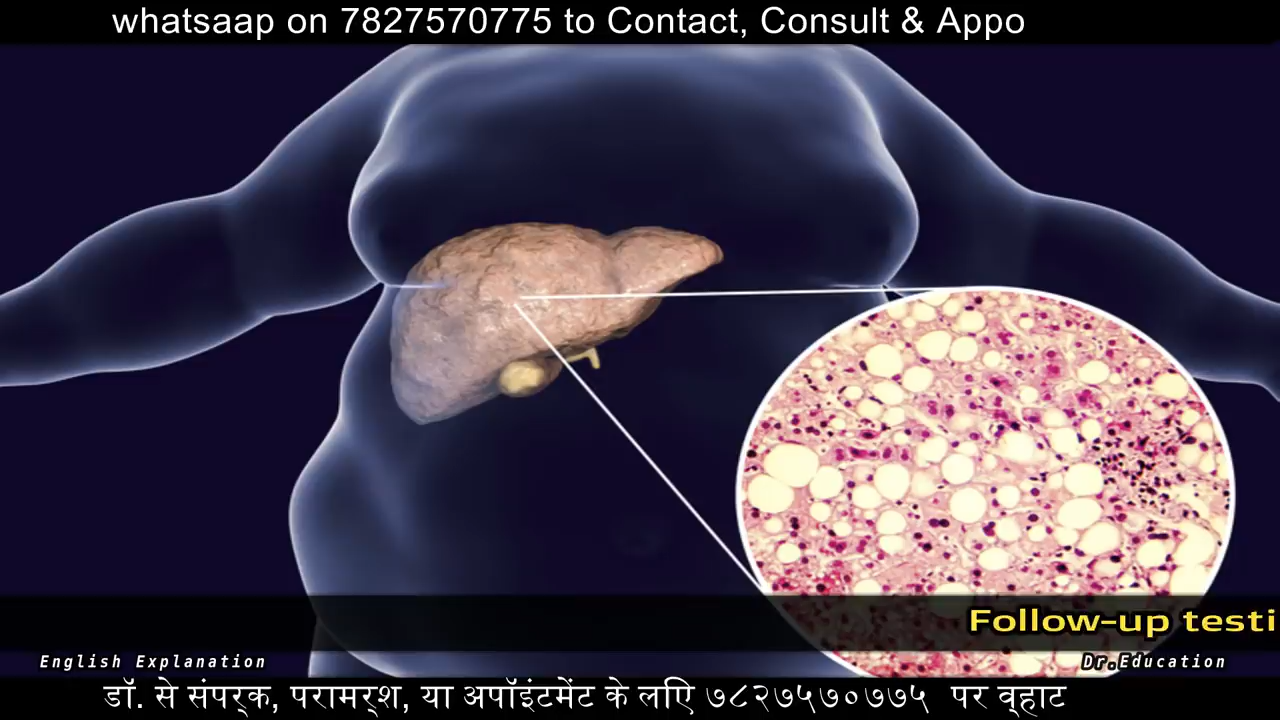 whatsaap on 7827570775 to Contact, Consult & Appo
Follow-up testi
English Explanation
Dr.Education
डॉ. से संपर्क, परामर्श, या अपॉइंटमेंट के लिए ७८२७५७०७७५ पर व्हाट